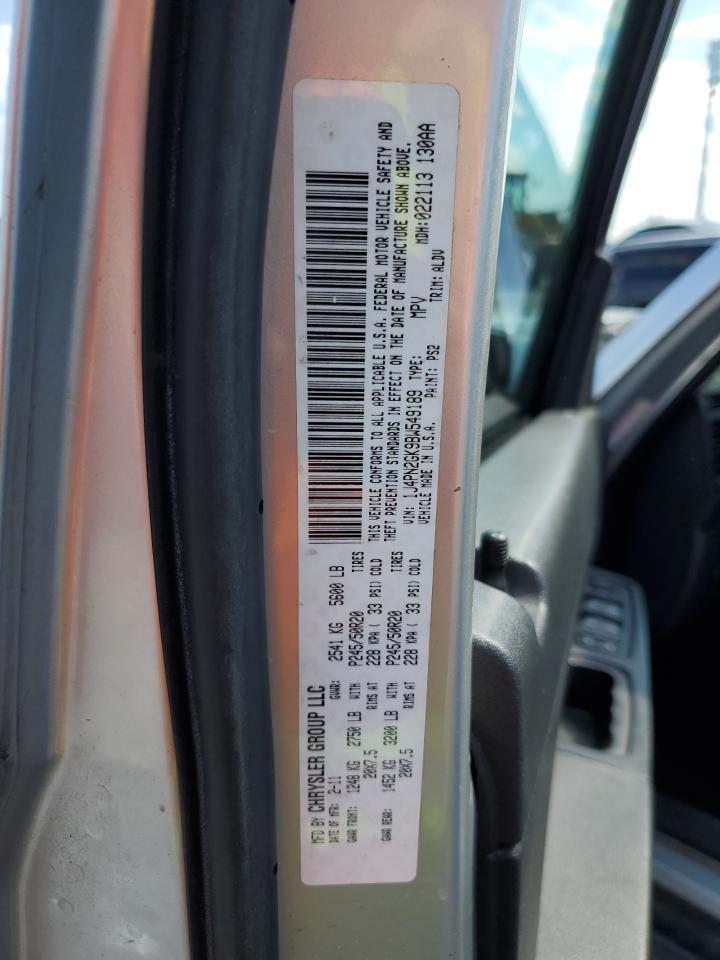 MFD BY CHRYSLER GROUP LLC
DATE OF MFR: 2-11 GVWR: 2541 KG 5600 LB
GAWR FRONT: 1248 KG 2750 LB WITH P245/50R20 TIRES
20X7.5 RIMS AT 228 KPA ( 33 PSI) COLD
GAWR REAR: 1452 KG 3200 LB WITH P245/50R20 TIRES
20X7.5 RIMS AT 228 KPA ( 33 PSI) COLD
THIS VEHICLE CONFORMS TO ALL APPLICABLE U.S.A. FEDERAL MOTOR VEHICLE SAFETY AND
THEFT PREVENTION STANDARDS IN EFFECT ON THE DATE OF MANUFACTURE SHOWN ABOVE.
VIN: 1J4PN2GK9BW549189 TYPE: MPV MDH:022113 130AA
VEHICLE MADE IN U.S.A. PAINT: PS2 TRIM: ALDV